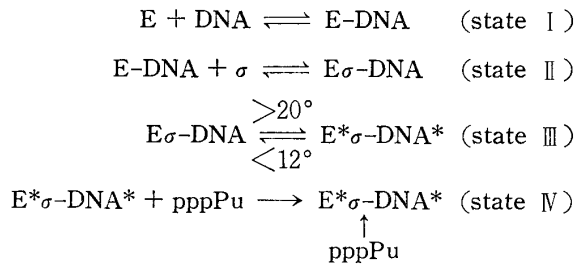 E + DNA ⇌ E-DNA (state Ⅰ)
E-DNA + σ ⇌ Eσ-DNA (state Ⅱ)
>20°
Eσ-DNA ⇌ E*σ-DNA* (state Ⅲ)
<12°
E*σ-DNA* + pppPu → E*σ-DNA* (state Ⅳ)
↑
pppPu